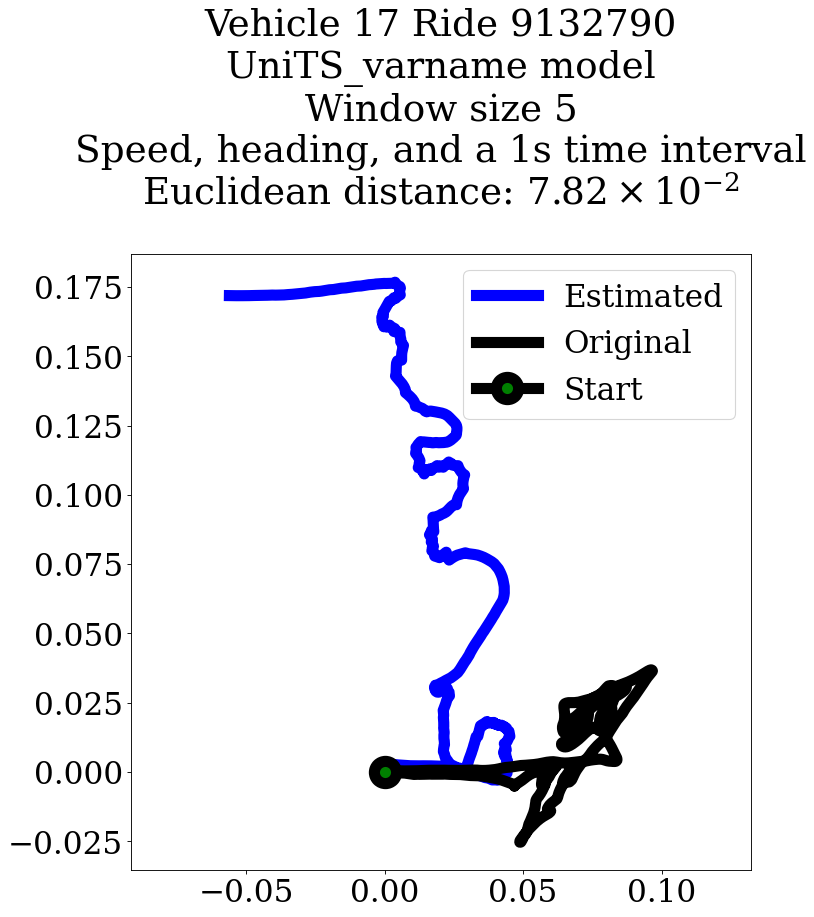 Vehicle 17 Ride 9132790
UniTS_varname model
Window size 5
Speed, heading, and a 1s time interval
Euclidean distance: 7.82 × 10⁻²
Estimated
Original
Start
0.175
0.150
0.125
0.100
0.075
0.050
0.025
0.000
−0.025
−0.05 0.00 0.05 0.10